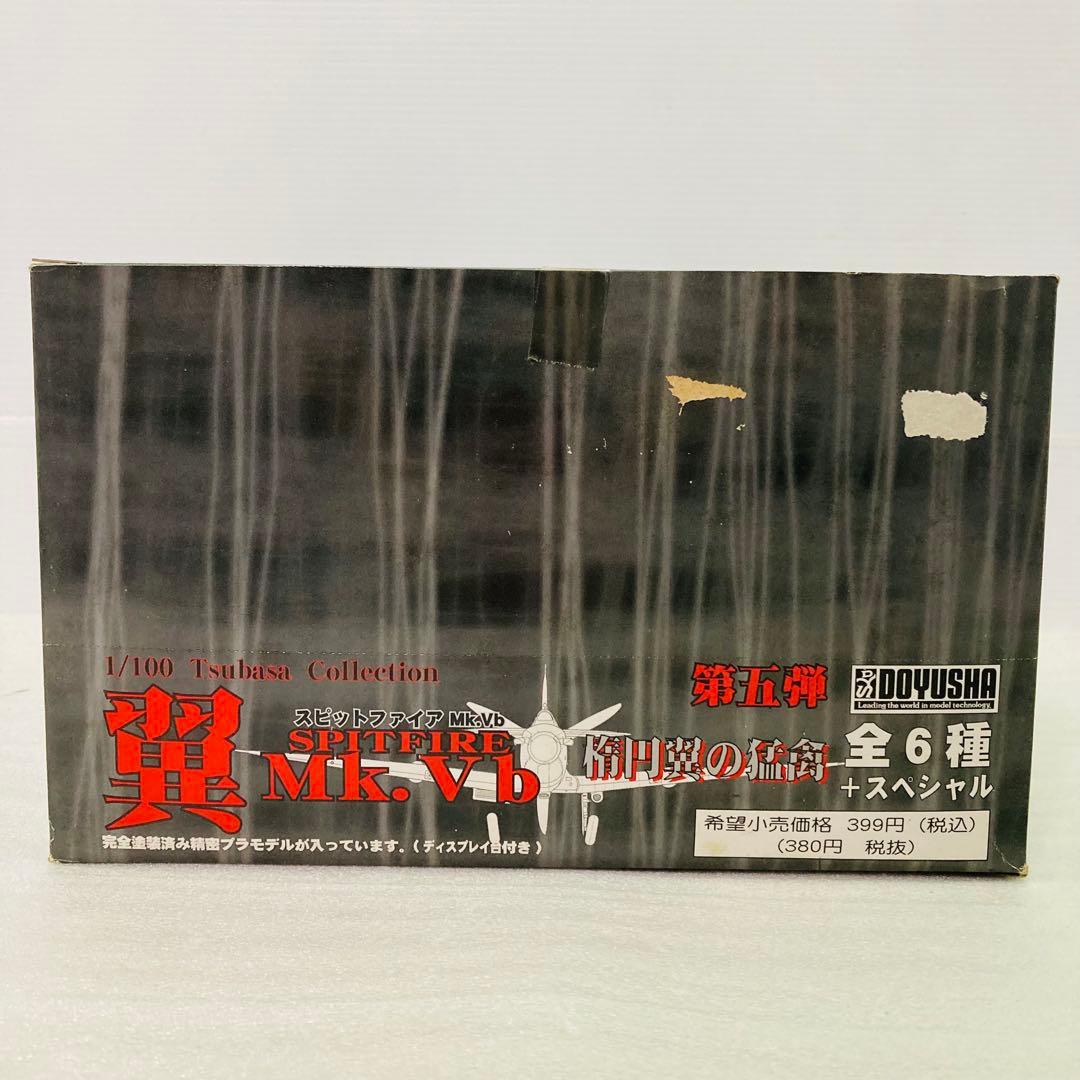 1/100 Tsubasa Collection
翼
スピットファイア Mk.Vb
SPITFIRE
Mk.Vb
完全塗装済み精密プラモデルが入っています。(ディスプレイ台付き)
第五弾
楕円翼の猛禽
DOYUSHA
Leading the world in model technology.
全6種
+スペシャル
希望小売価格 399円(税込)
(380円 税抜)